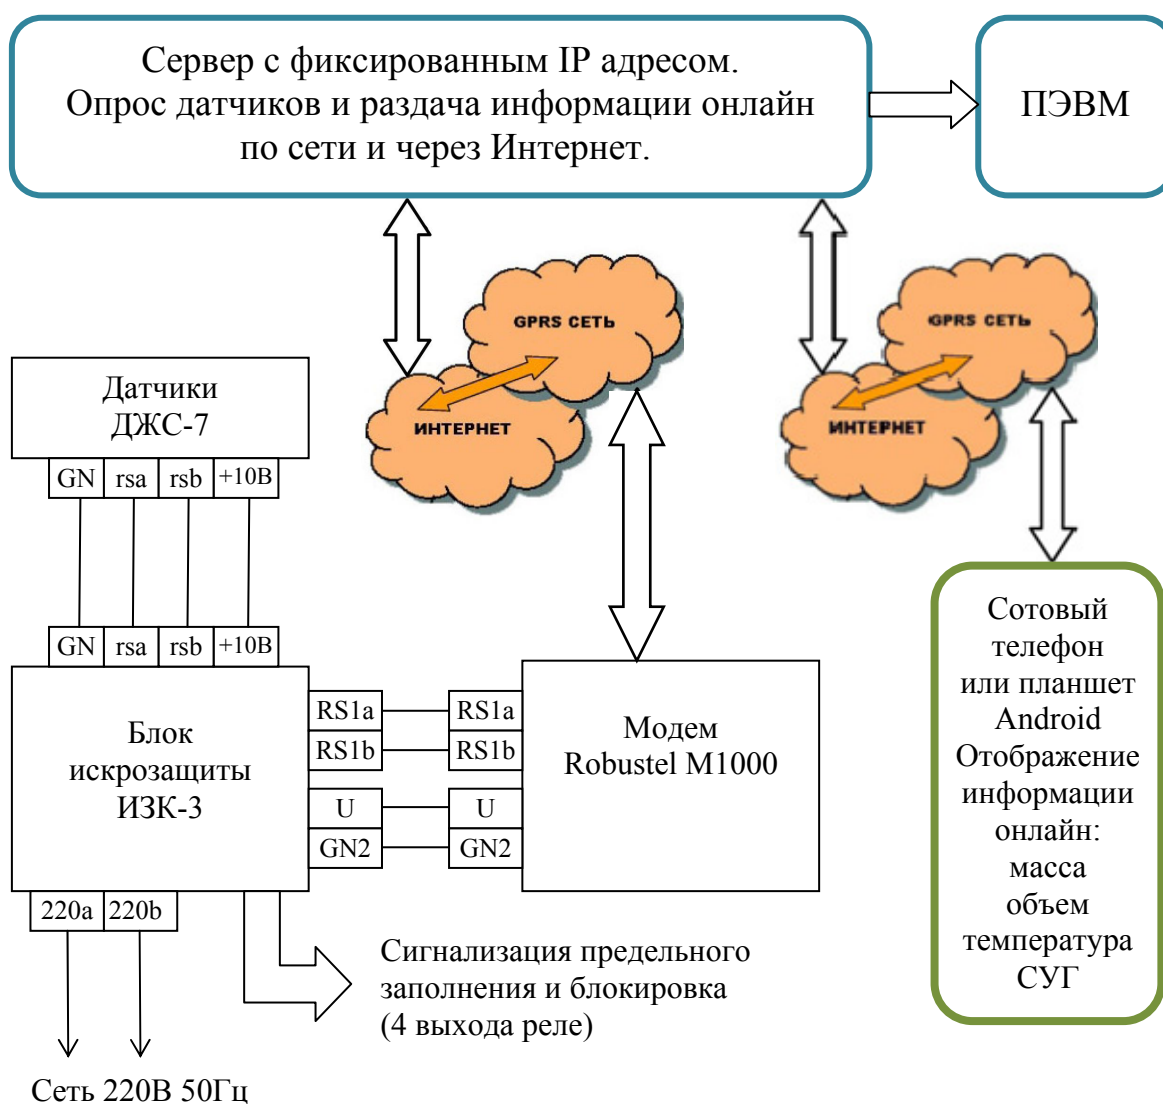 Сервер с фиксированным IP адресом.
Опрос датчиков и раздача информации онлайн
по сети и через Интернет.
ПЭВМ
GPRS СЕТЬ
ИНТЕРНЕТ
GPRS СЕТЬ
ИНТЕРНЕТ
Датчики
ДЖС-7
GN rsa rsb +10В
GN rsa rsb +10В
Блок
искрозащиты
ИЗК-3
RS1a
RS1b
U
GN2
RS1a
RS1b
U
GN2
Модем
Robustel M1000
220a 220b
Сеть 220В 50Гц
Сигнализация предельного
заполнения и блокировка
(4 выхода реле)
Сотовый
телефон
или планшет
Android
Отображение
информации
онлайн:
масса
объем
температура
СУГ